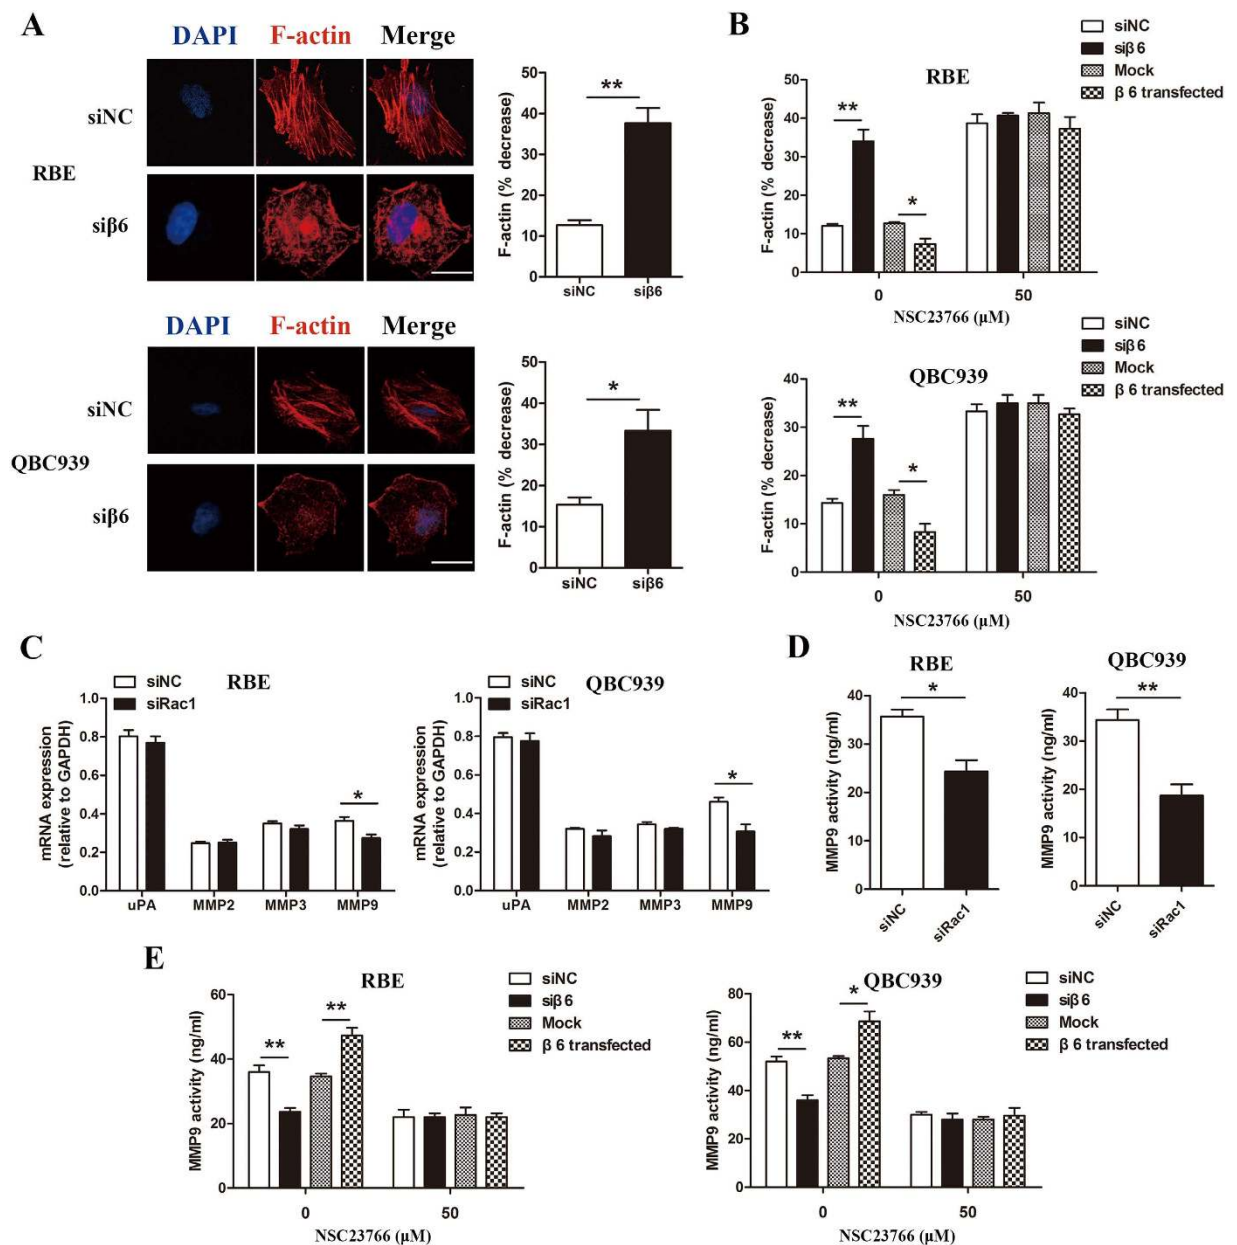 A
DAPI F-actin Merge
siNC
RBE
siβ6
F-actin (% decrease)
50
40
30
20
10
0
**
siNC siβ6
DAPI F-actin Merge
siNC
QBC939
siβ6
F-actin (% decrease)
50
40
30
20
10
0
*
siNC siβ6
B
siNC
siβ6
Mock
β 6 transfected
RBE
F-actin (% decrease)
50
40
30
20
10
0
**
*
0 50
NSC23766 (μM)
siNC
siβ6
Mock
β 6 transfected
QBC939
F-actin (% decrease)
40
30
20
10
0
**
*
0 50
NSC23766 (μM)
C
siNC
siRac1
RBE
mRNA expression
(relative to GAPDH)
1.0
0.8
0.6
0.4
0.2
0.0
*
uPA MMP2 MMP3 MMP9
siNC
siRac1
QBC939
mRNA expression
(relative to GAPDH)
1.0
0.8
0.6
0.4
0.2
0.0
*
uPA MMP2 MMP3 MMP9
D
RBE
MMP9 activity (ng/ml)
40
30
20
10
0
*
siNC siRac1
QBC939
MMP9 activity (ng/ml)
40
30
20
10
0
**
siNC siRac1
E
RBE
siNC
siβ6
Mock
β 6 transfected
MMP9 activity (ng/ml)
60
40
20
0
**
**
0 50
NSC23766 (μM)
QBC939
siNC
siβ6
Mock
β 6 transfected
MMP9 activity (ng/ml)
80
60
40
20
0
**
*
0 50
NSC23766 (μM)